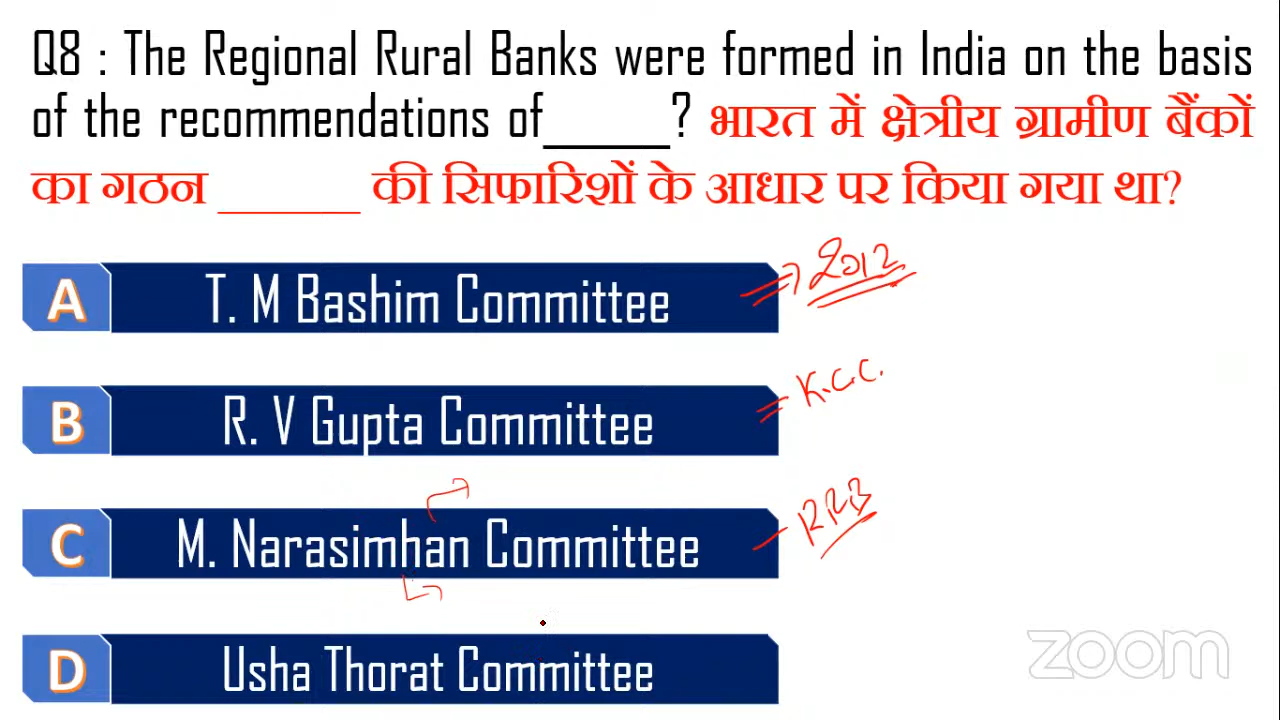 Q8 : The Regional Rural Banks were formed in India on the basis
of the recommendations of_____? भारत में क्षेत्रीय ग्रामीण बैंकों
का गठन ______ की सिफारिशों के आधार पर किया गया था?
A T. M Bashim Committee 2012
B R. V Gupta Committee K.C.C.
C M. Narasimhan Committee RRB
D Usha Thorat Committee
zoom